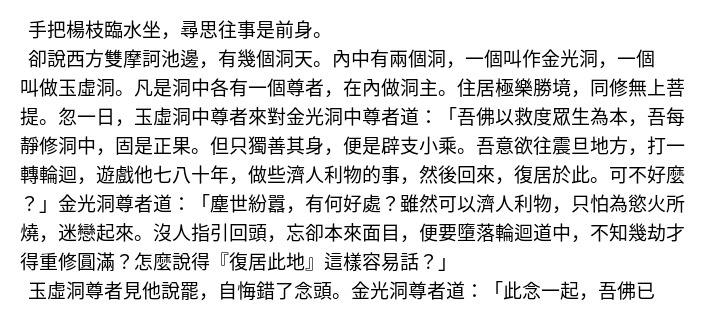 手把楊枝臨水坐，尋思往事是前身。
卻說西方雙摩訶池邊，有幾個洞天。內中有兩個洞，一個叫作金光洞，一個
叫做玉虛洞。凡是洞中各有一個尊者，在內做洞主。住居極樂勝境，同修無上菩
提。忽一日，玉虛洞中尊者來對金光洞中尊者道：「吾佛以救度眾生為本，吾每
靜修洞中，固是正果。但只獨善其身，便是辟支小乘。吾意欲往震旦地方，打一
轉輪迴，遊戲他七八十年，做些濟人利物的事，然後回來，復居於此。可不好麼
？」金光洞尊者道：「塵世紛囂，有何好處？雖然可以濟人利物，只怕為慾火所
燒，迷戀起來。沒人指引回頭，忘卻本來面目，便要墮落輪迴道中，不知幾劫才
得重修圓滿？怎麼說得『復居此地』這樣容易話？」
玉虛洞尊者見他說罷，自悔錯了念頭。金光洞尊者道：「此念一起，吾佛已